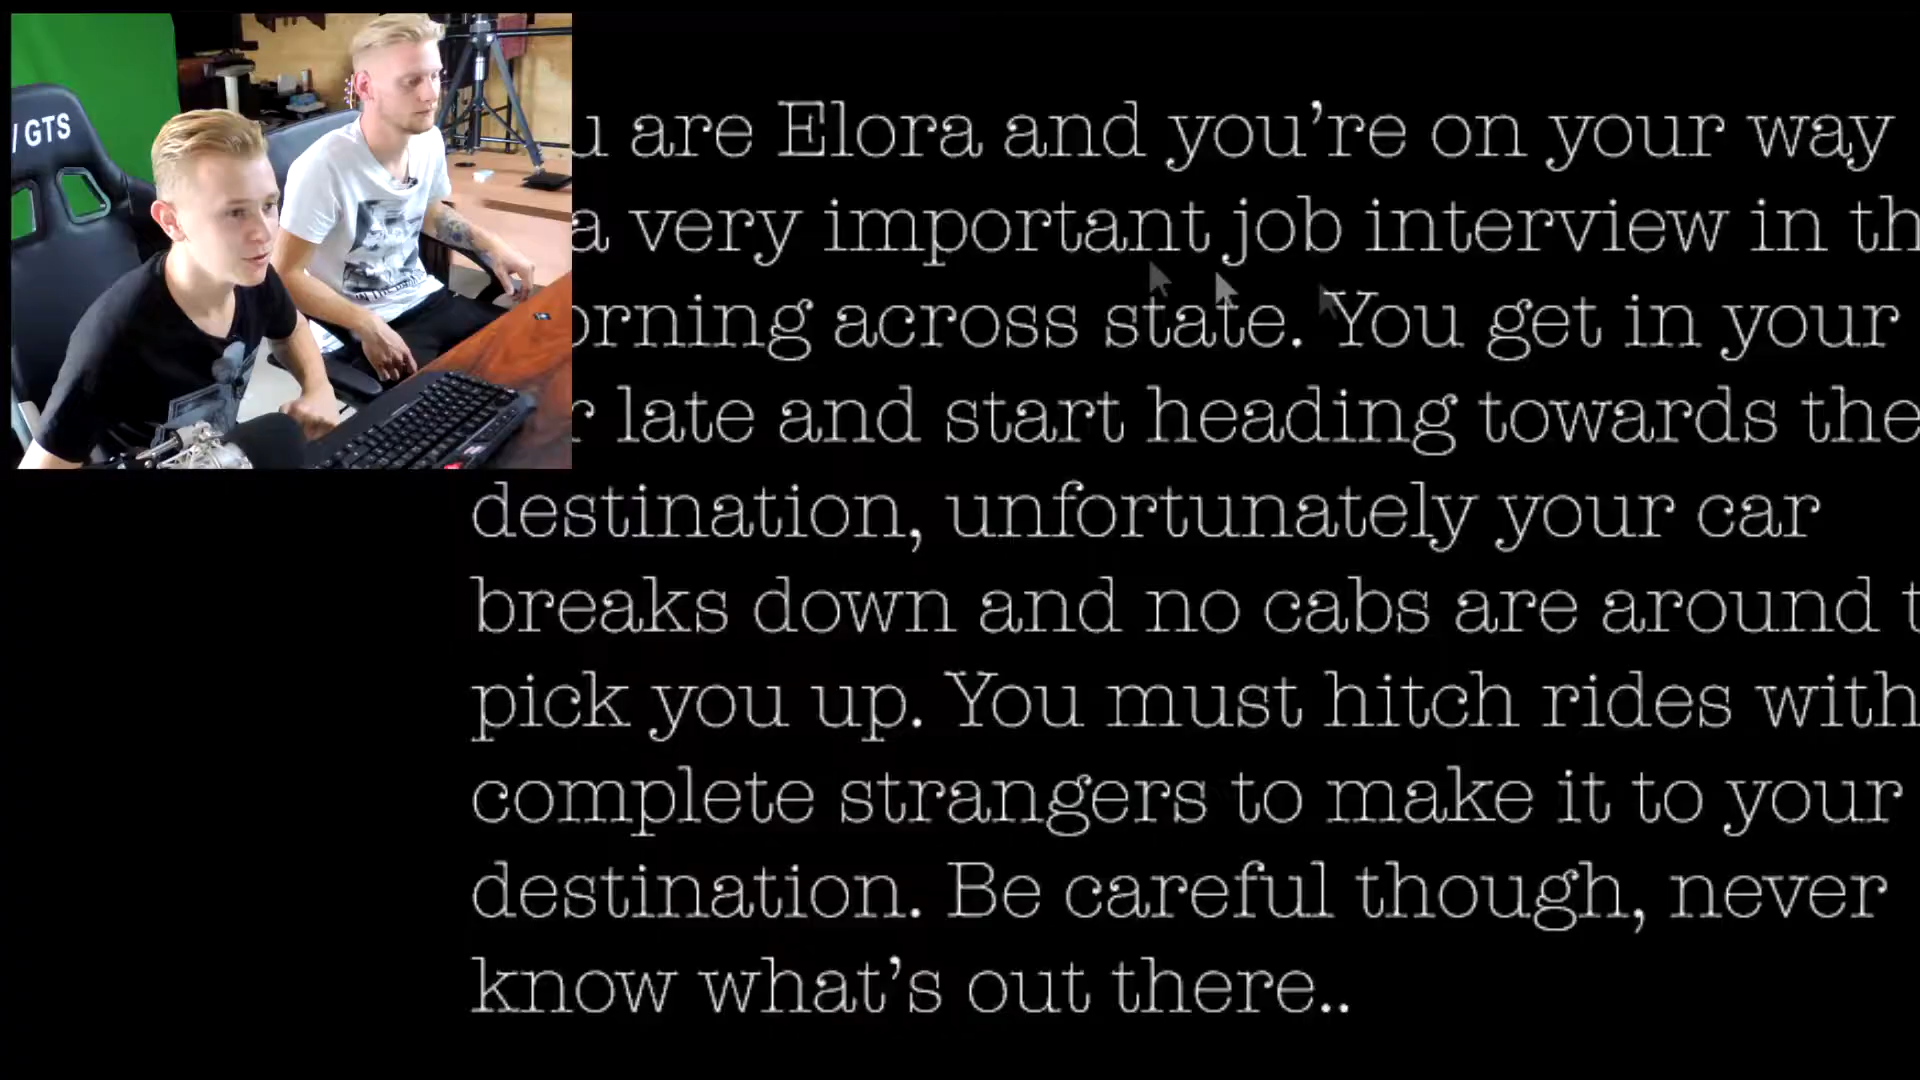 GTS
are Elora and you're on your way
a very important job interview in
across state. You get in your
late and start heading towards the
destination, unfortunately your car
breaks down and no cabs are around
pick you up. You must hitch rides with
complete strangers to make it to your
destination. Be careful though, never
know what's out there..